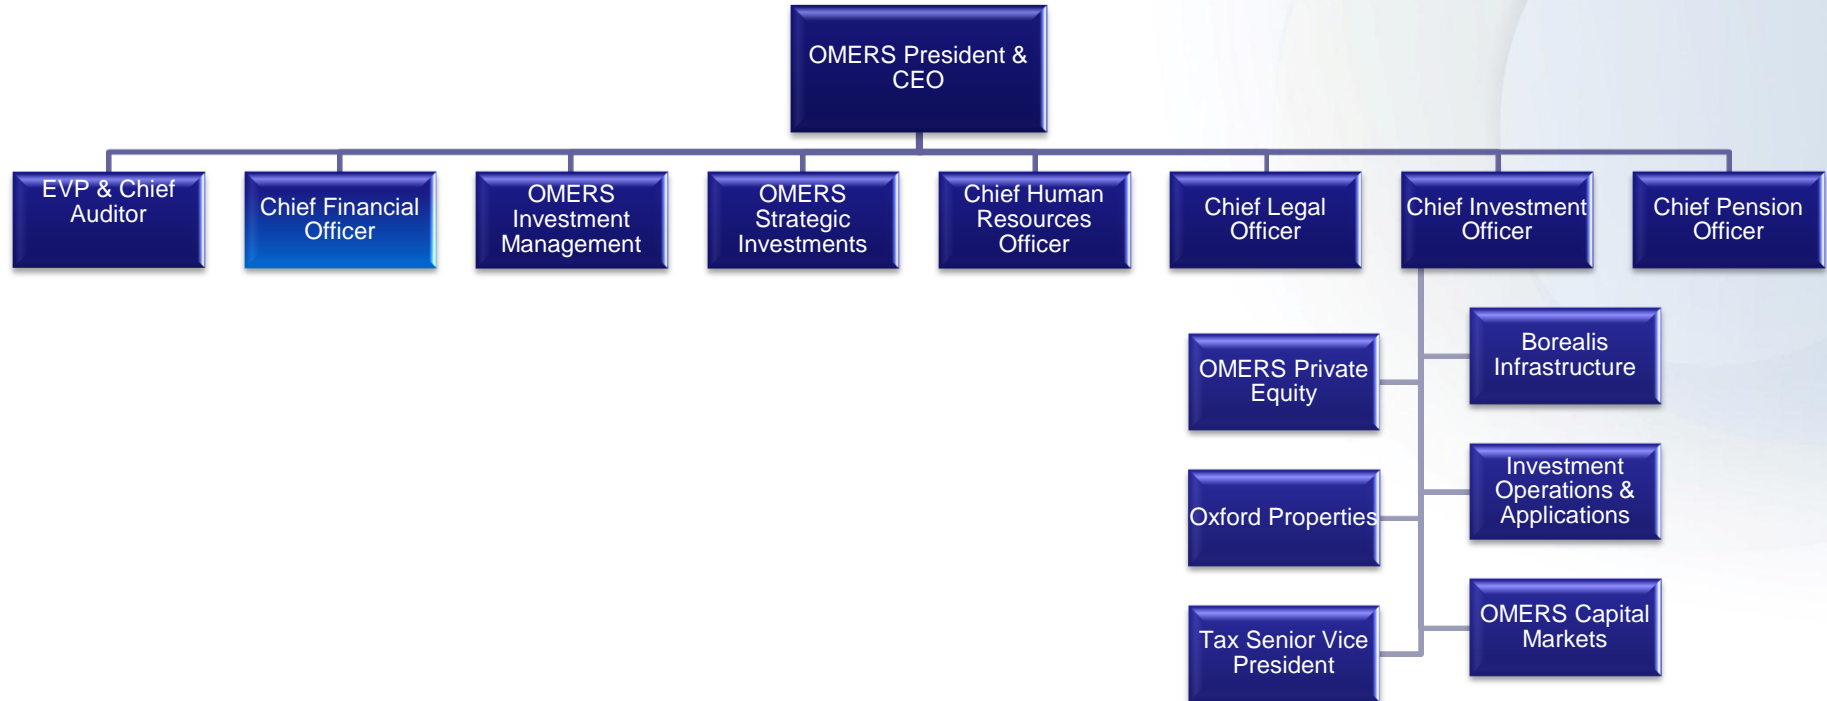 OMERS President &
CEO
EVP & Chief
Auditor
Chief Financial
Officer
OMERS
Investment
Management
OMERS
Strategic
Investments
Chief Human
Resources
Officer
Chief Legal
Officer
Chief Investment
Officer
Chief Pension
Officer
OMERS Private
Equity
Borealis
Infrastructure
Oxford Properties
Investment
Operations &
Applications
Tax Senior Vice
President
OMERS Capital
Markets